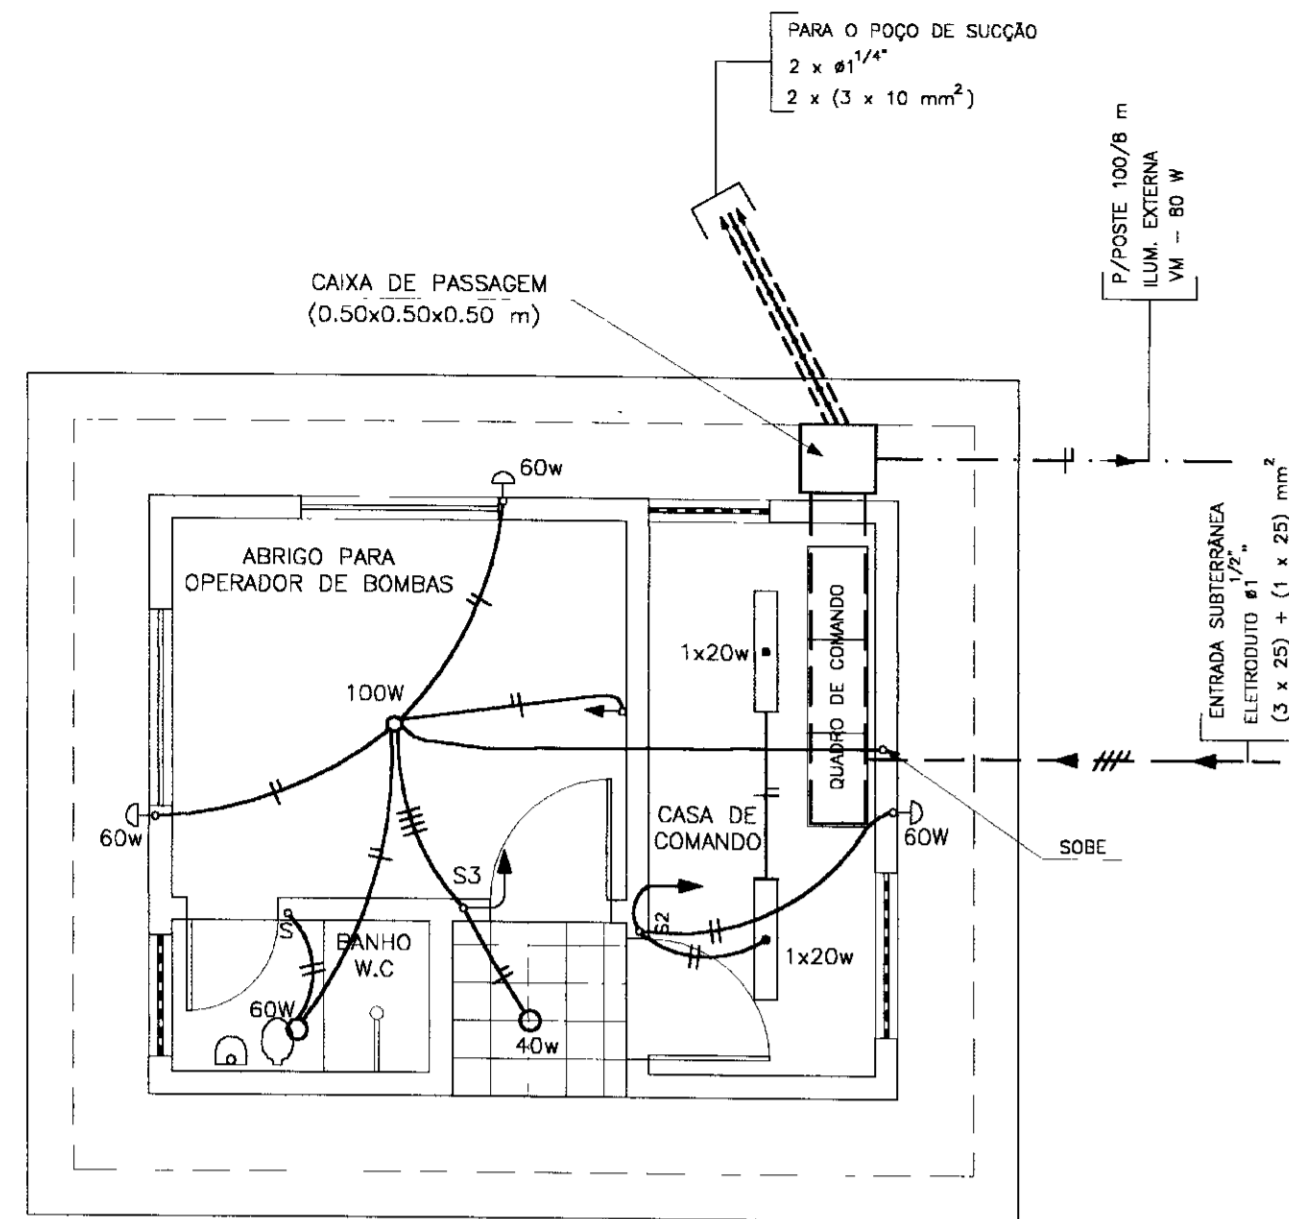 PARA O POÇO DE SUCÇÃO
2 x ø1 1/4"
2 x (3 x 10 mm²)
P/POSTE 100/8 m
ILUM. EXTERNA
VM – 80 W
CAIXA DE PASSAGEM
(0.50x0.50x0.50 m)
60w
ENTRADA SUBTERRÂNEA
ELETRODUTO ø1 1/2"
(3 x 25) + (1 x 25) mm²
ABRIGO PARA
OPERADOR DE BOMBAS
1x20w
QUADRO DE COMANDO
100W
60w
CASA DE
COMANDO
60W
SOBE
S3
S
S2
BANHO
W.C
1x20w
60W
40w